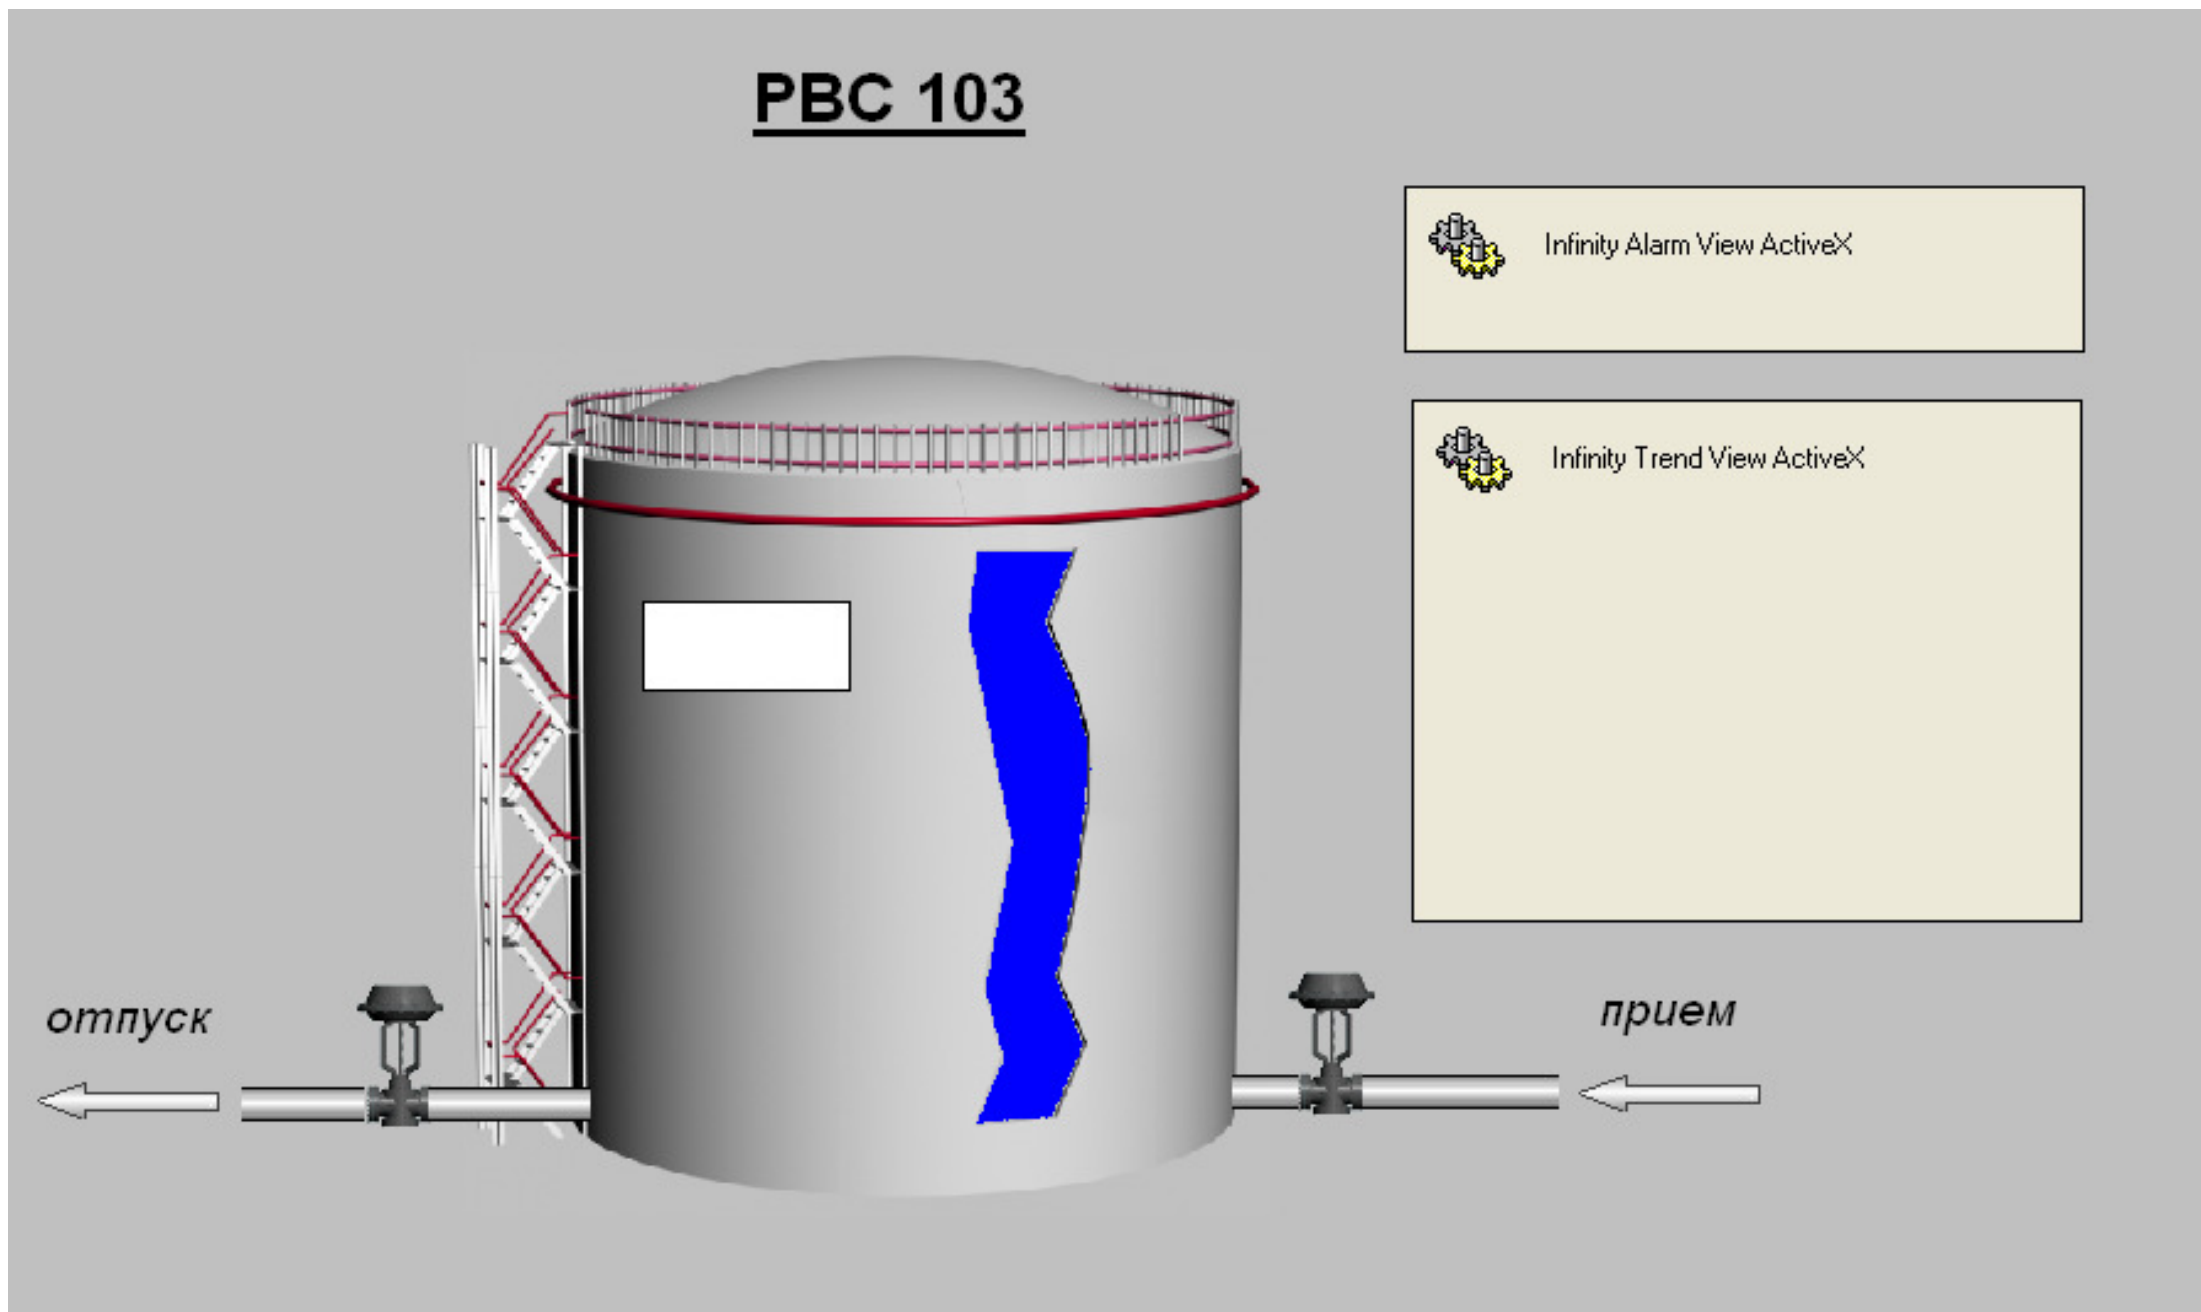 РВС 103
Infinity Alarm View ActiveX
Infinity Trend View ActiveX
отпуск
прием